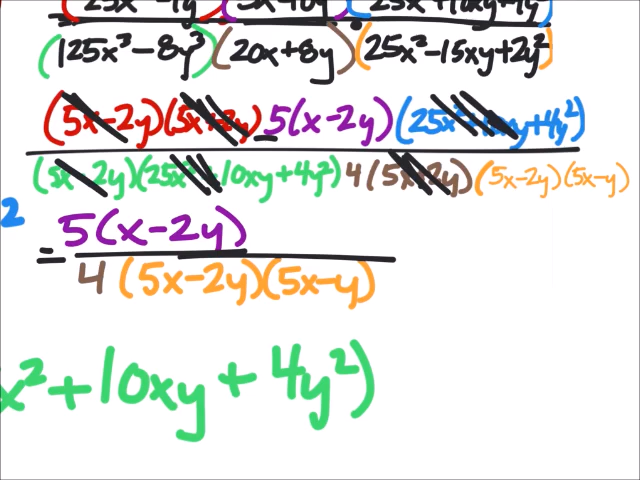 (125x³-8y³)(20x+8y)(25x²-15xy+2y²)
(5x-2y)(5x+2y) 5(x-2y)(25x²+10xy+4y²)
(5x-2y)(25x²+10xy+4y²) 4(5x+2y)(5x-2y)(5x-y)
2
= 5(x-2y)
4(5x-2y)(5x-y)
x²+10xy+4y²)